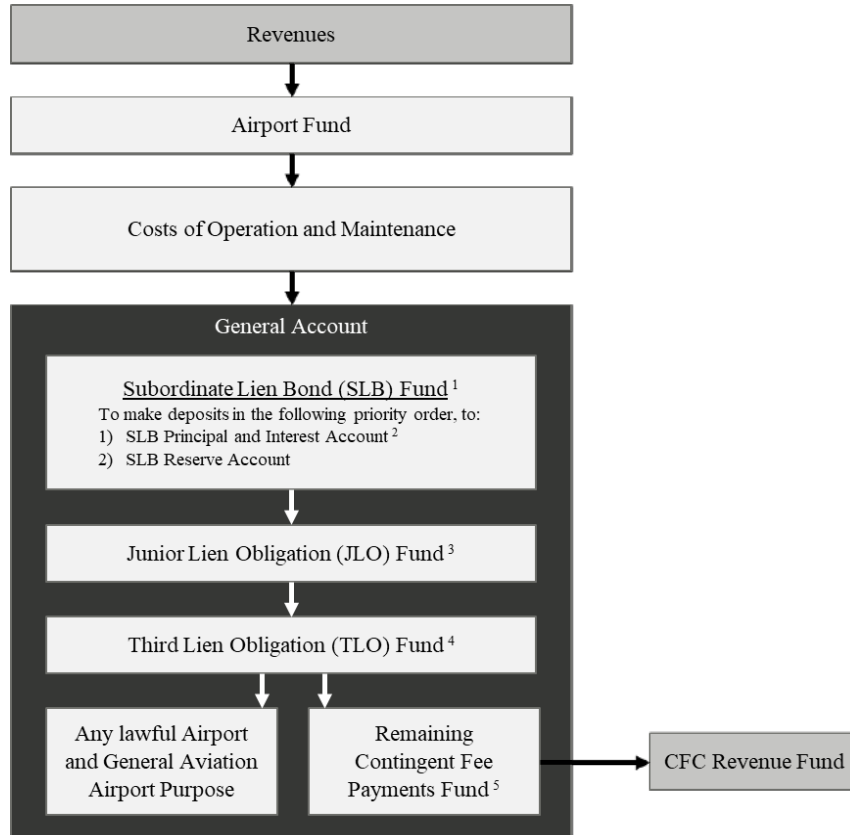 Revenues
Airport Fund
Costs of Operation and Maintenance
General Account
Subordinate Lien Bond (SLB) Fund 1
To make deposits in the following priority order, to:
1) SLB Principal and Interest Account 2
2) SLB Reserve Account
Junior Lien Obligation (JLO) Fund 3
Third Lien Obligation (TLO) Fund 4
Any lawful Airport
and General Aviation
Airport Purpose
Remaining
Contingent Fee
Payments Fund 5
CFC Revenue Fund